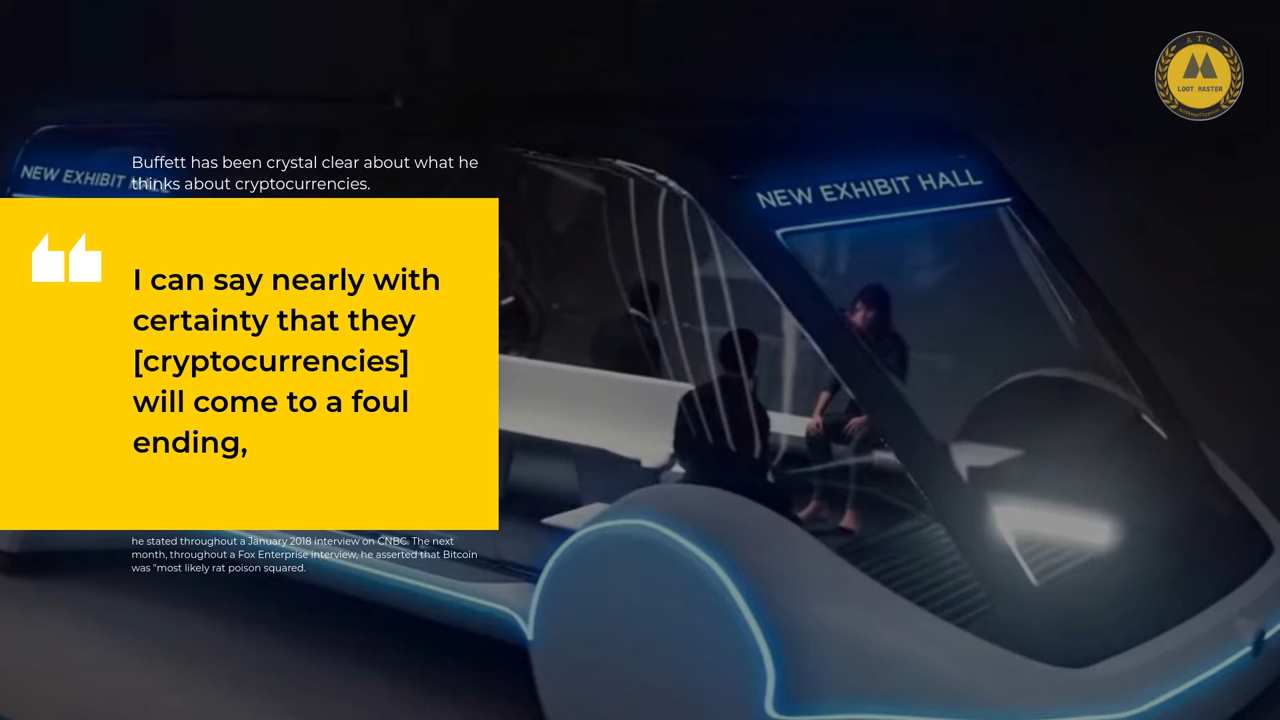 ATC
LOOT MASTER
NEW EXHIBIT HALL
NEW EXHIBIT
Buffett has been crystal clear about what he
thinks about cryptocurrencies.
I can say nearly with
certainty that they
[cryptocurrencies]
will come to a foul
ending,
he stated throughout a January 2018 interview on CNBC. The next
month, throughout a Fox Enterprise interview, he asserted that Bitcoin
was "most likely rat poison squared.